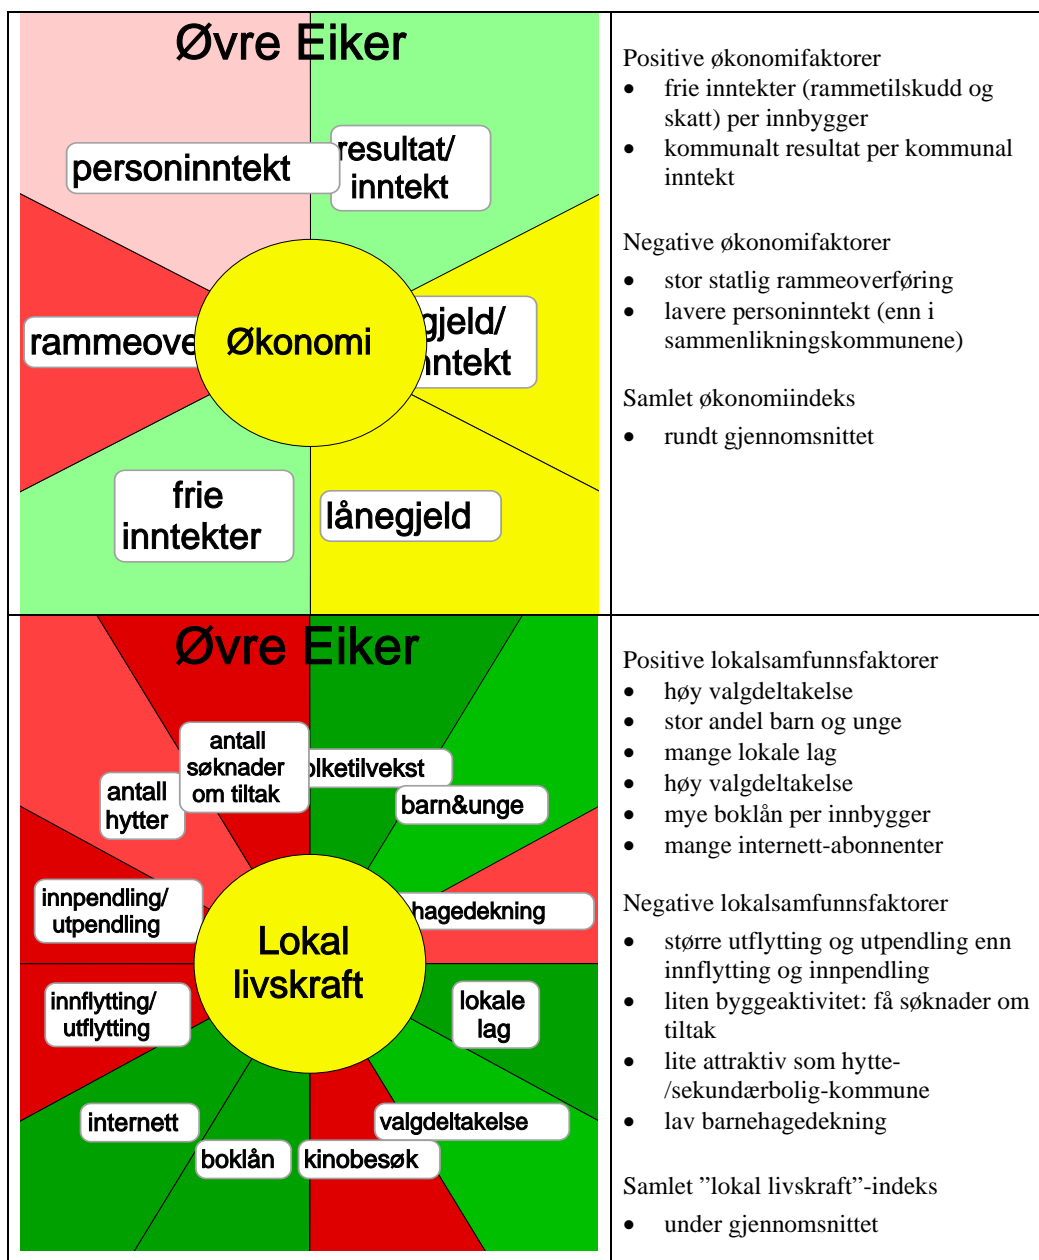 Øvre Eiker
personinntekt
resultat/
inntekt
rammeove
Økonomi
gjeld/
nntekt
frie
inntekter
lånegjeld
Positive økonomifaktorer
• frie inntekter (rammetilskudd og
skatt) per innbygger
• kommunalt resultat per kommunal
inntekt
Negative økonomifaktorer
• stor statlig rammeoverføring
• lavere personinntekt (enn i
sammenlikningskommunene)
Samlet økonomiindeks
• rundt gjennomsnittet
Øvre Eiker
antall
søknader
om tiltak
olketilvekst
antall
hytter
barn&unge
innpendling/
utpendling
hagedekning
Lokal
livskraft
innflytting/
utflytting
lokale
lag
internett
valgdeltakelse
boklån
kinobesøk
Positive lokalsamfunnsfaktorer
• høy valgdeltakelse
• stor andel barn og unge
• mange lokale lag
• høy valgdeltakelse
• mye boklån per innbygger
• mange internett-abonnenter
Negative lokalsamfunnsfaktorer
• større utflytting og utpendling enn
innflytting og innpendling
• liten byggeaktivitet: få søknader om
tiltak
• lite attraktiv som hytte-
/sekundærbolig-kommune
• lav barnehagedekning
Samlet ”lokal livskraft”-indeks
• under gjennomsnittet